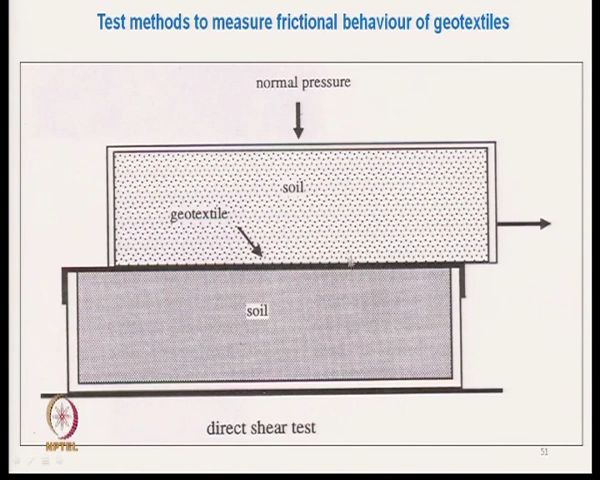 Test methods to measure frictional behaviour of geotextiles
normal pressure
soil
geotextile
soil
direct shear test
NPTEL
51